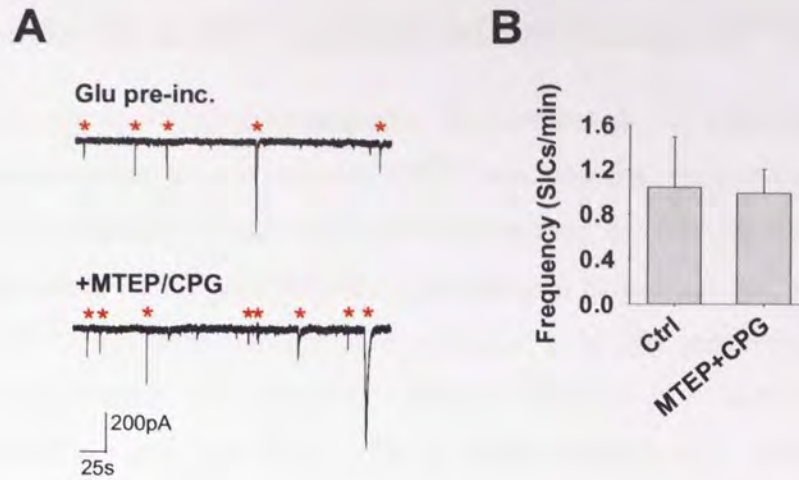 A
Glu pre-inc.
* * * * *
+MTEP/CPG
* * * * * * * *
200pA
25s
B
Frequency (SICs/min)
1.6
1.2
0.8
0.4
0.0
Ctrl
MTEP+CPG